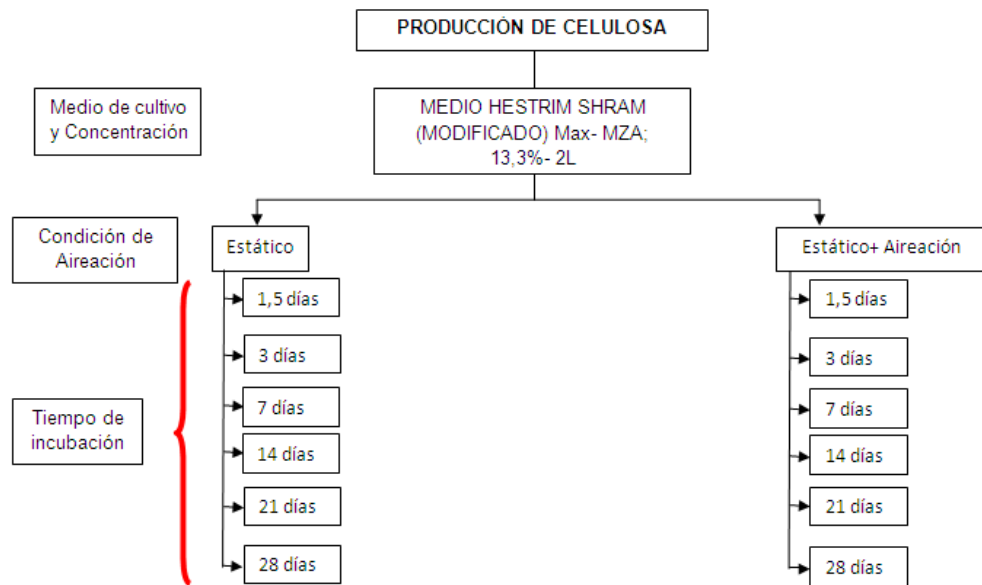 PRODUCCIÓN DE CELULOSA
Medio de cultivo
y Concentración
MEDIO HESTRIM SHRAM
(MODIFICADO) Max- MZA;
13,3%- 2L
Condición de
Aireación
Estático
Estático+ Aireación
Tiempo de
incubación
1,5 días
3 días
7 días
14 días
21 días
28 días
1,5 días
3 días
7 días
14 días
21 días
28 días